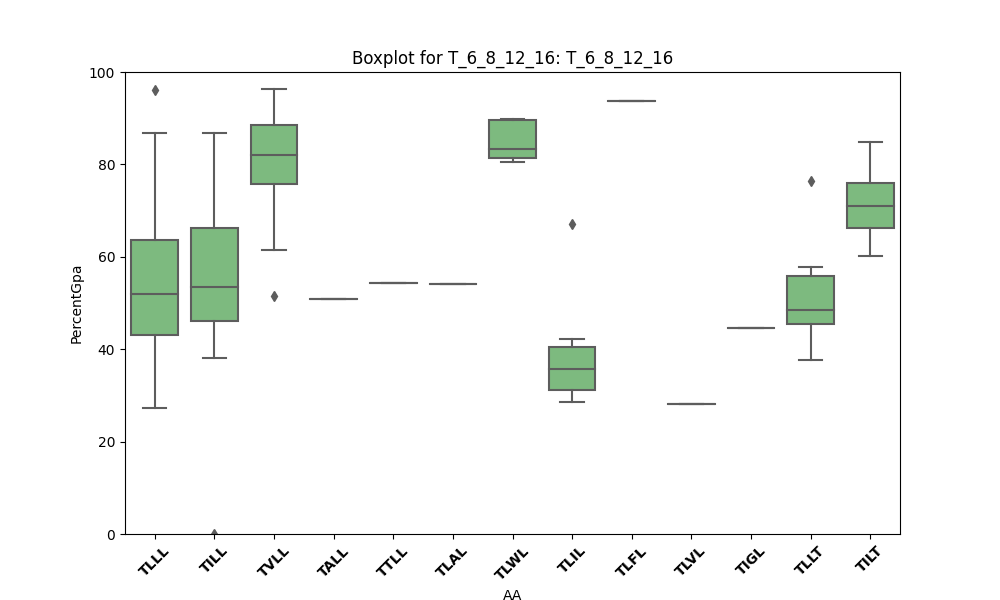 Boxplot for T_6_8_12_16: T_6_8_12_16
PercentGpa
100
80
60
40
20
0
TLLL TILL TVLL TALL TTLL TLAL TLWL TLIL TLFL TLVL TIGL TLLT TILT
AA